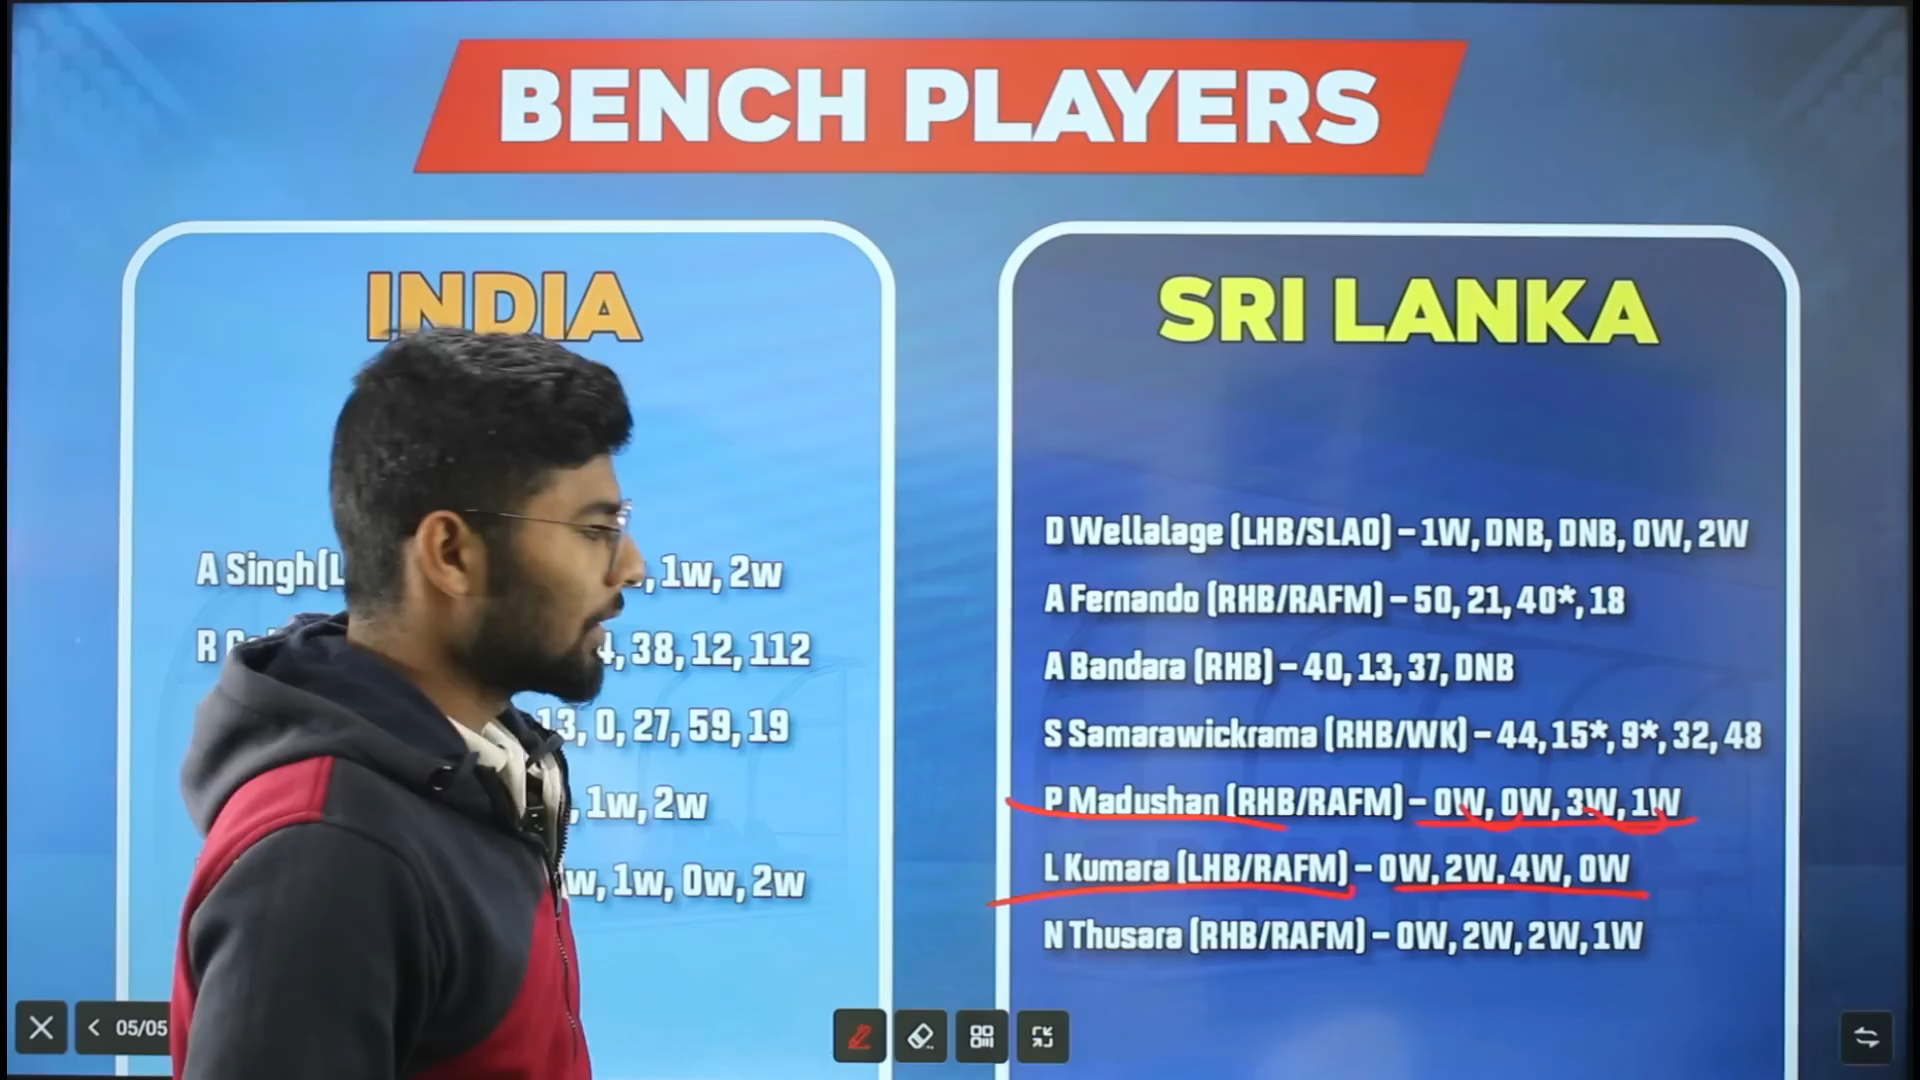 BENCH PLAYERS
INDIA
A Singh(L , 1w, 2w
R 4, 38, 12, 112
13, 0, 27, 59, 19
, 1w, 2w
w, 1w, 0w, 2w
SRI LANKA
D Wellalage (LHB/SLAO) – 1W, DNB, DNB, 0W, 2W
A Fernando (RHB/RAFM) – 50, 21, 40*, 18
A Bandara (RHB) – 40, 13, 37, DNB
S Samarawickrama (RHB/WK) – 44, 15*, 9*, 32, 48
P Madushan (RHB/RAFM) – 0W, 0W, 3W, 1W
L Kumara (LHB/RAFM) – 0W, 2W, 4W, 0W
N Thusara (RHB/RAFM) – 0W, 2W, 2W, 1W
05/05